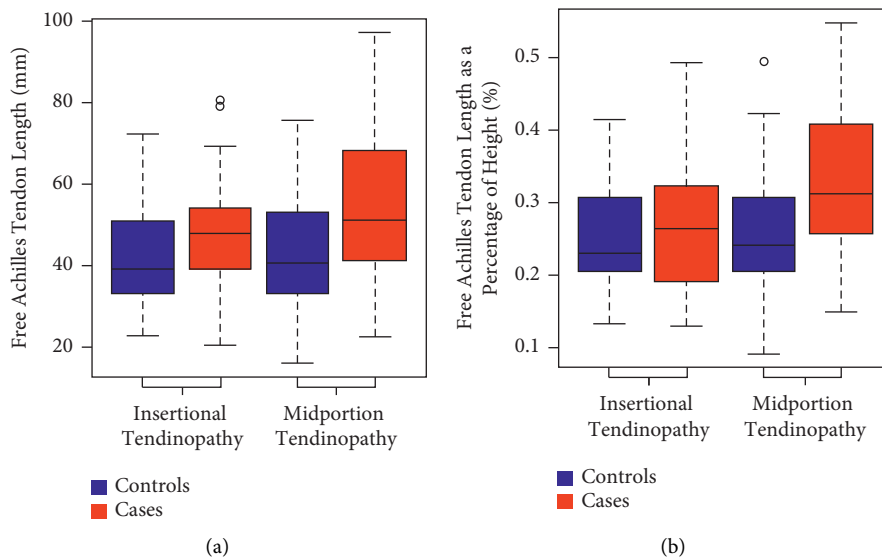 Free Achilles Tendon Length (mm)
100
80
60
40
20
Insertional
Tendinopathy
Midportion
Tendinopathy
Controls
Cases
(a)
Free Achilles Tendon Length as a
Percentage of Height (%)
0.5
0.4
0.3
0.2
0.1
Insertional
Tendinopathy
Midportion
Tendinopathy
Controls
Cases
(b)